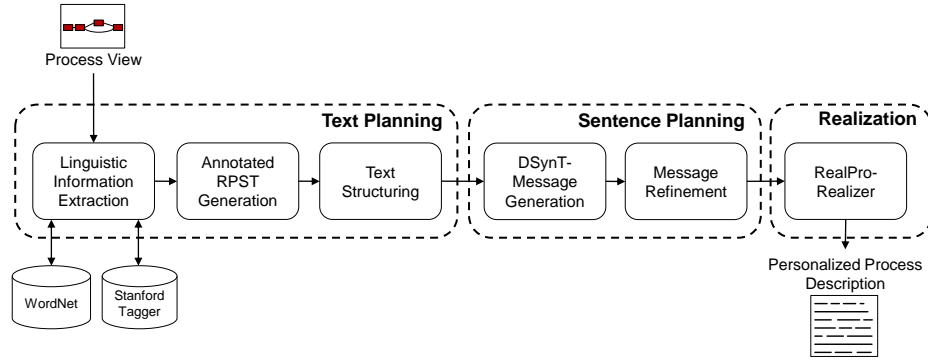 Process View
Text Planning
Sentence Planning
Realization
Linguistic
Information
Extraction
Annotated
RPST
Generation
Text
Structuring
DSynT-
Message
Generation
Message
Refinement
RealPro-
Realizer
WordNet
Stanford
Tagger
Personalized Process
Description